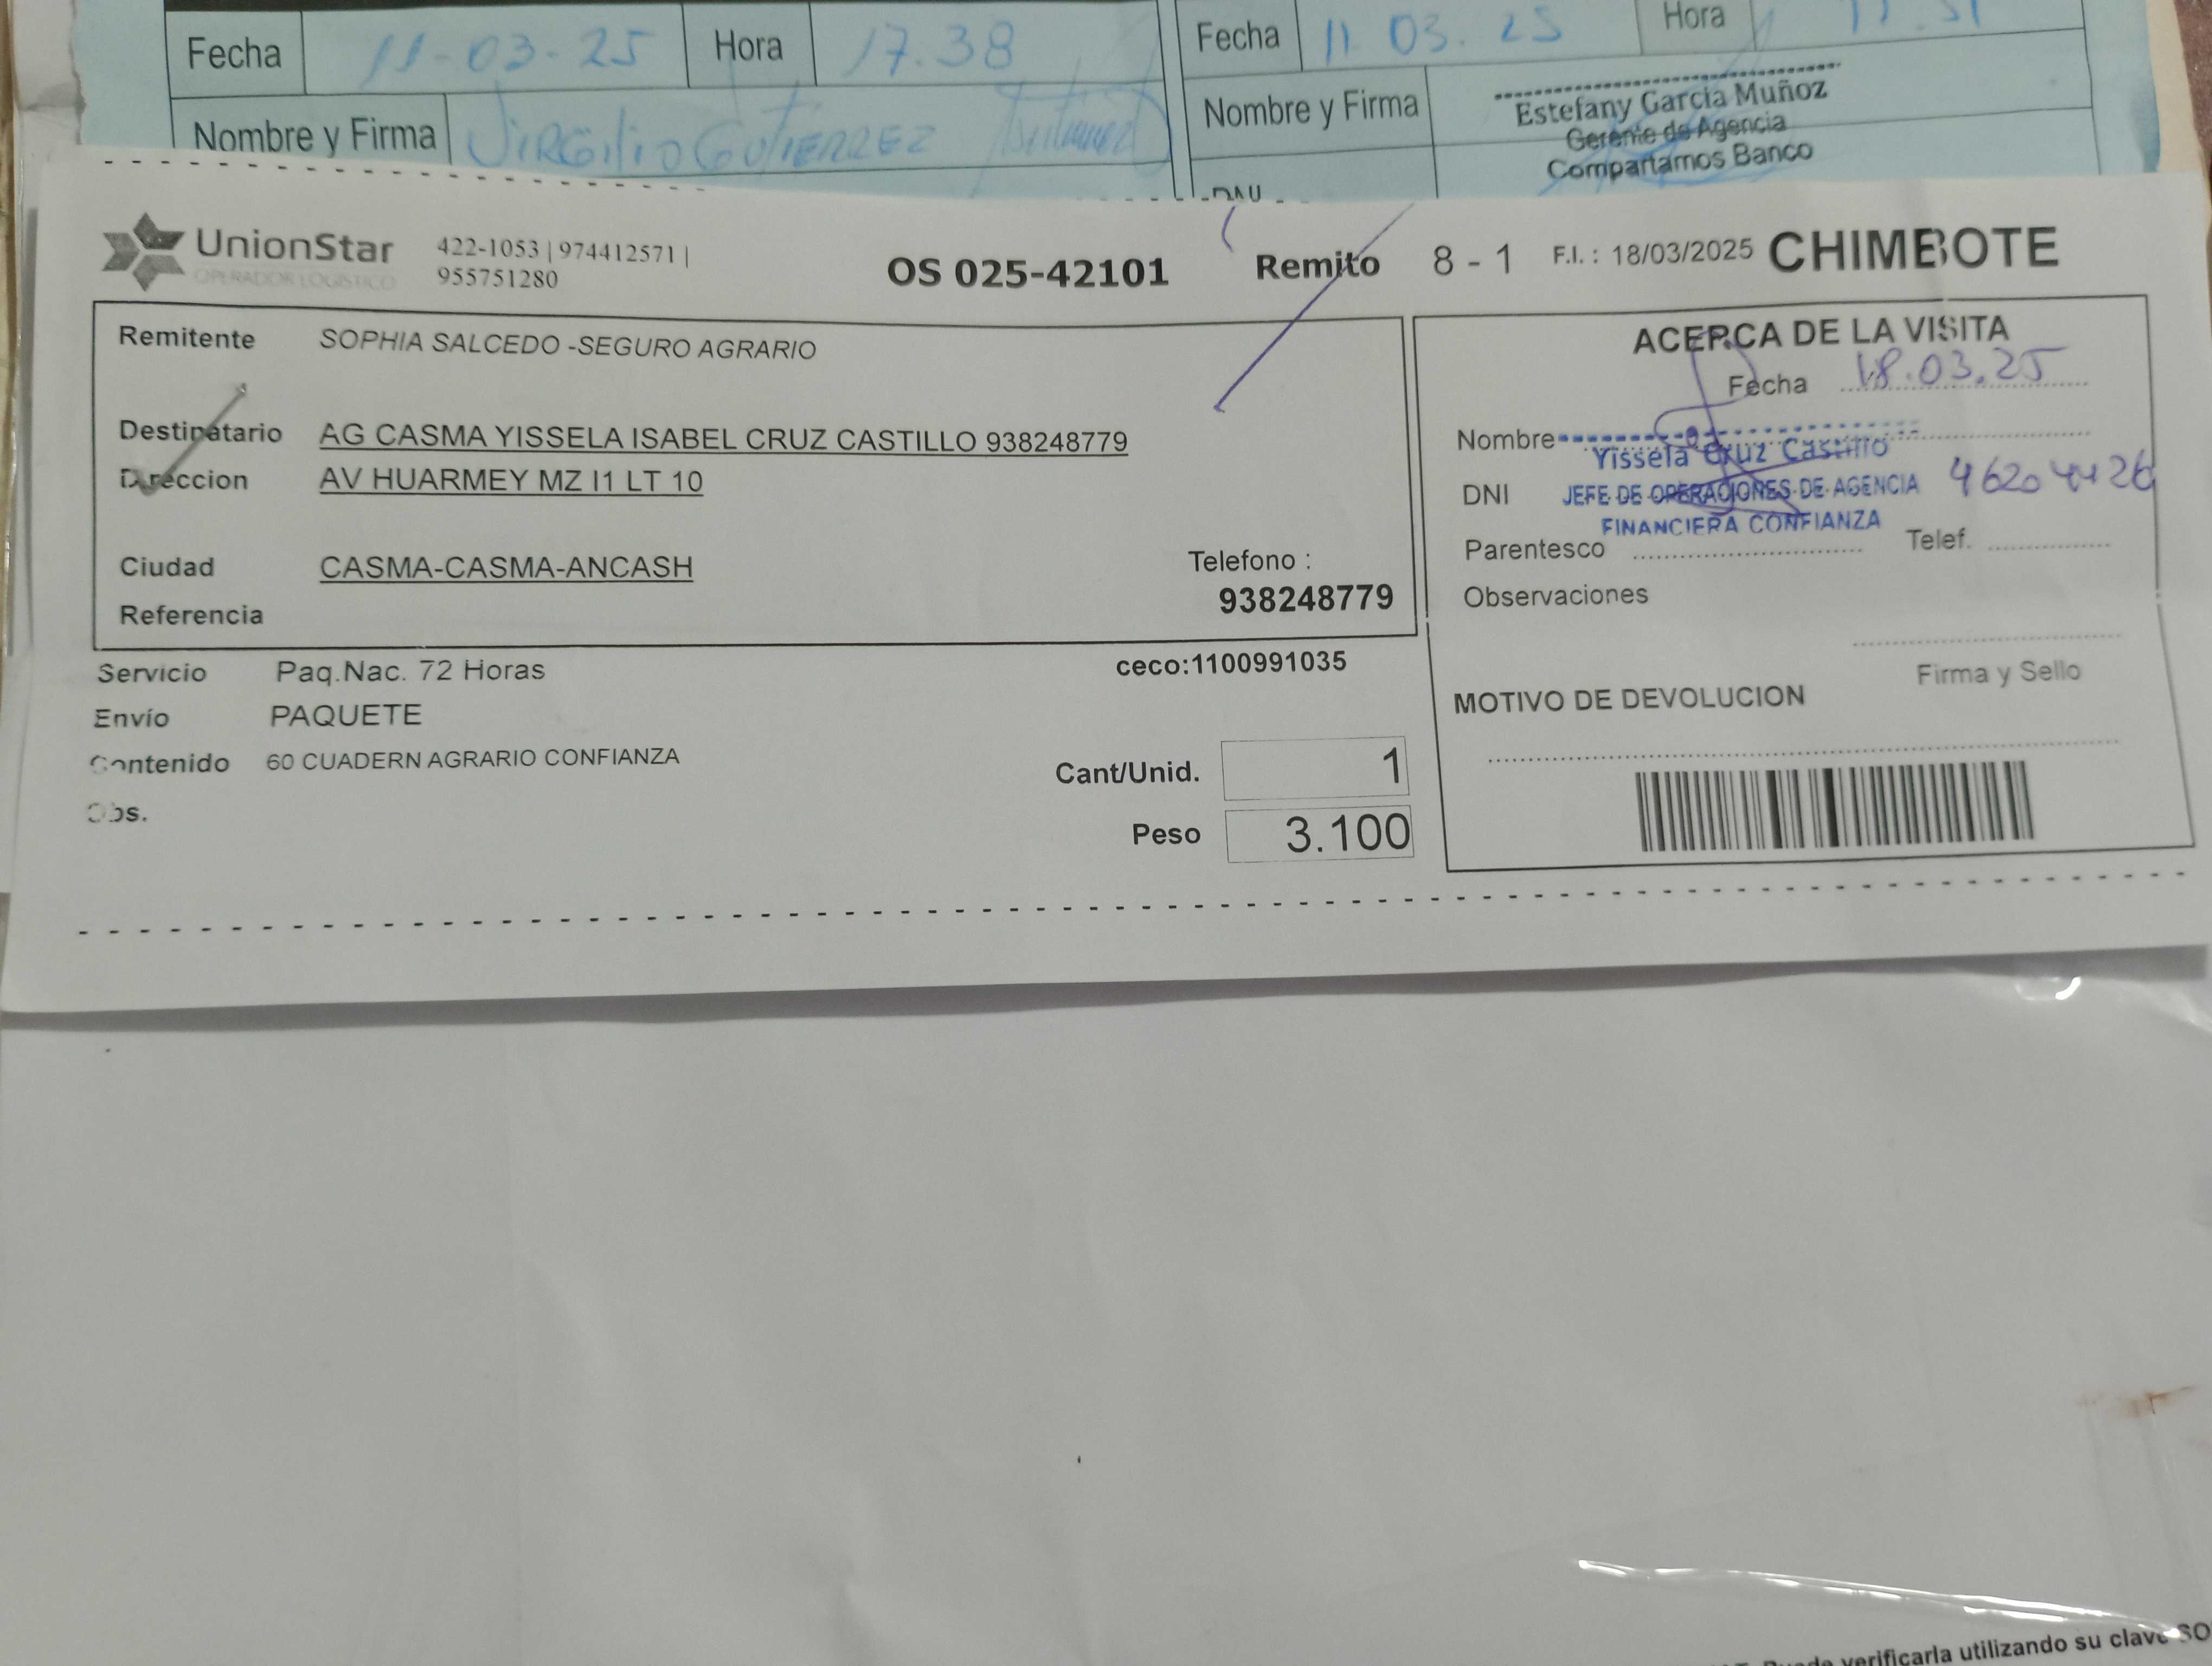 Fecha 11-03-25 Hora 17.38
Nombre y Firma VIRGILIO GUTIERREZ
Fecha 11 03. 25 Hora
Nombre y Firma
Estefany Garcia Muñoz
Gerente de Agencia
Compartamos Banco
UnionStar
OPERADOR LOGISTICO
422-1053 | 974412571 |
955751280
OS 025-42101
Remito 8 - 1
F.I. : 18/03/2025
CHIMBOTE
Remitente SOPHIA SALCEDO -SEGURO AGRARIO
Destinatario AG CASMA YISSELA ISABEL CRUZ CASTILLO 938248779
Direccion AV HUARMEY MZ I1 LT 10
Ciudad CASMA-CASMA-ANCASH
Telefono :
938248779
Referencia
Servicio Paq.Nac. 72 Horas
ceco:1100991035
Envío PAQUETE
Contenido 60 CUADERN AGRARIO CONFIANZA
Cant/Unid. 1
Obs.
Peso 3.100
ACERCA DE LA VISITA
Fecha 18.03.25
Nombre
Yissela Cruz Castillo
DNI JEFE DE OPERACIONES DE AGENCIA 46204426
FINANCIERA CONFIANZA
Parentesco Telef.
Observaciones
Firma y Sello
MOTIVO DE DEVOLUCION
verificarla utilizando su clave SO